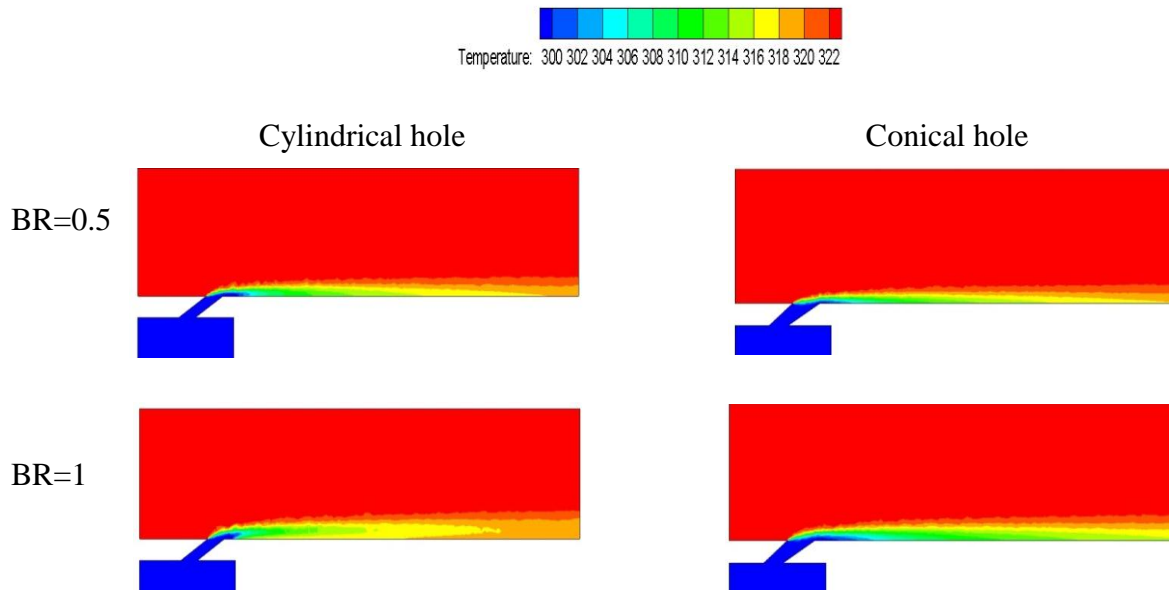 Temperature: 300 302 304 306 308 310 312 314 316 318 320 322
Cylindrical hole
Conical hole
BR=0.5
BR=1